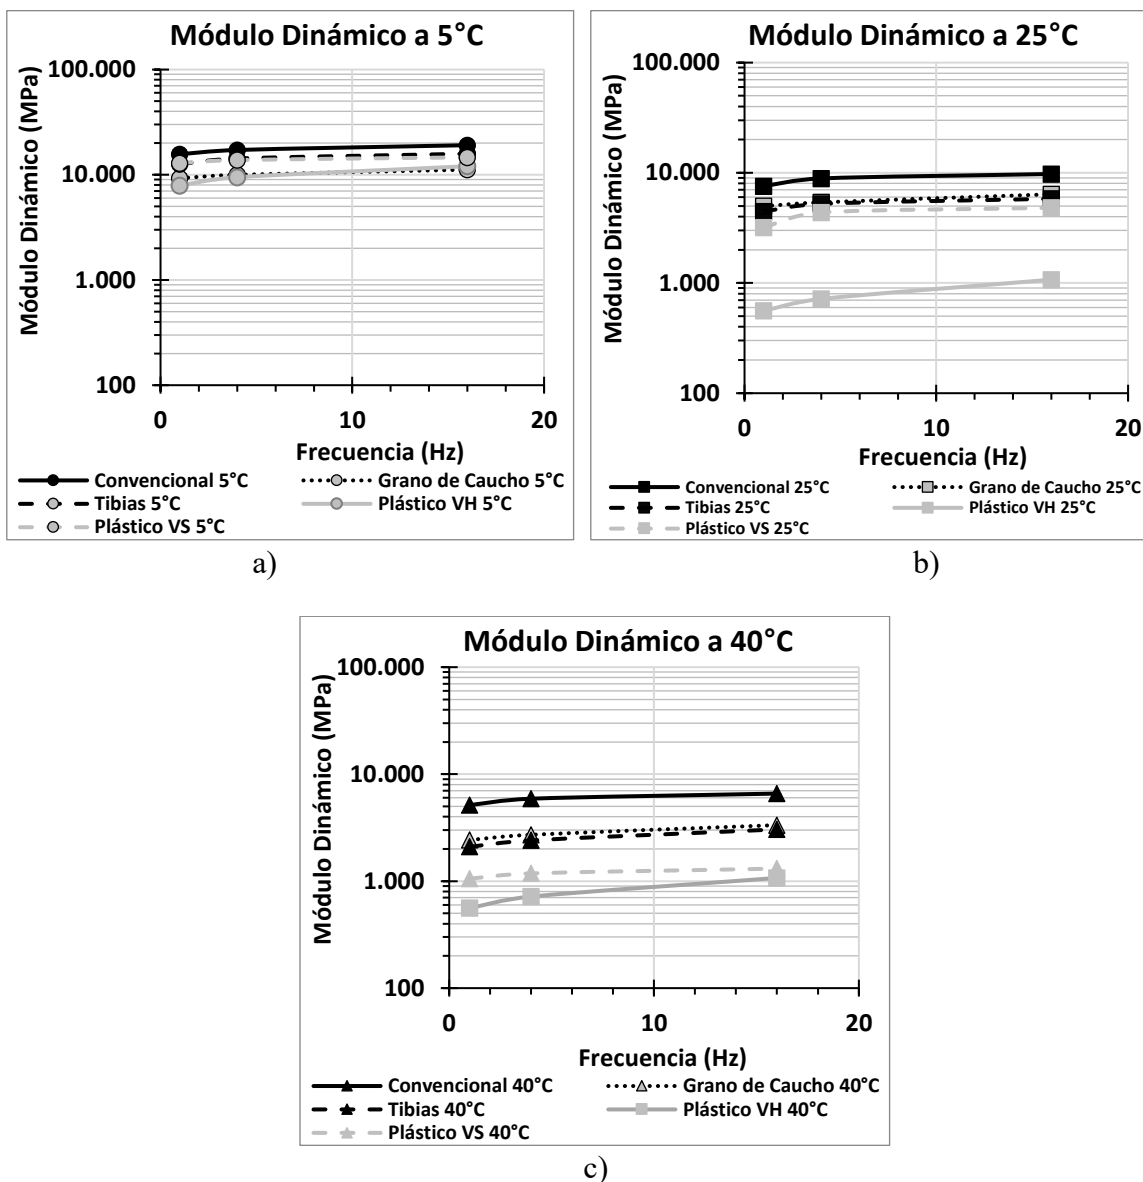 Módulo Dinámico a 5°C
Módulo Dinámico (MPa)
100.000
10.000
1.000
100
0 10 20
Frecuencia (Hz)
Convencional 5°C Grano de Caucho 5°C
Tibias 5°C Plástico VH 5°C
Plástico VS 5°C
a)
Módulo Dinámico a 25°C
Módulo Dinámico (MPa)
100.000
10.000
1.000
100
0 10 20
Frecuencia (Hz)
Convencional 25°C Grano de Caucho 25°C
Tibias 25°C Plástico VH 25°C
Plástico VS 25°C
b)
Módulo Dinámico a 40°C
Módulo Dinámico (MPa)
100.000
10.000
1.000
100
0 10 20
Frecuencia (Hz)
Convencional 40°C Grano de Caucho 40°C
Tibias 40°C Plástico VH 40°C
Plástico VS 40°C
c)